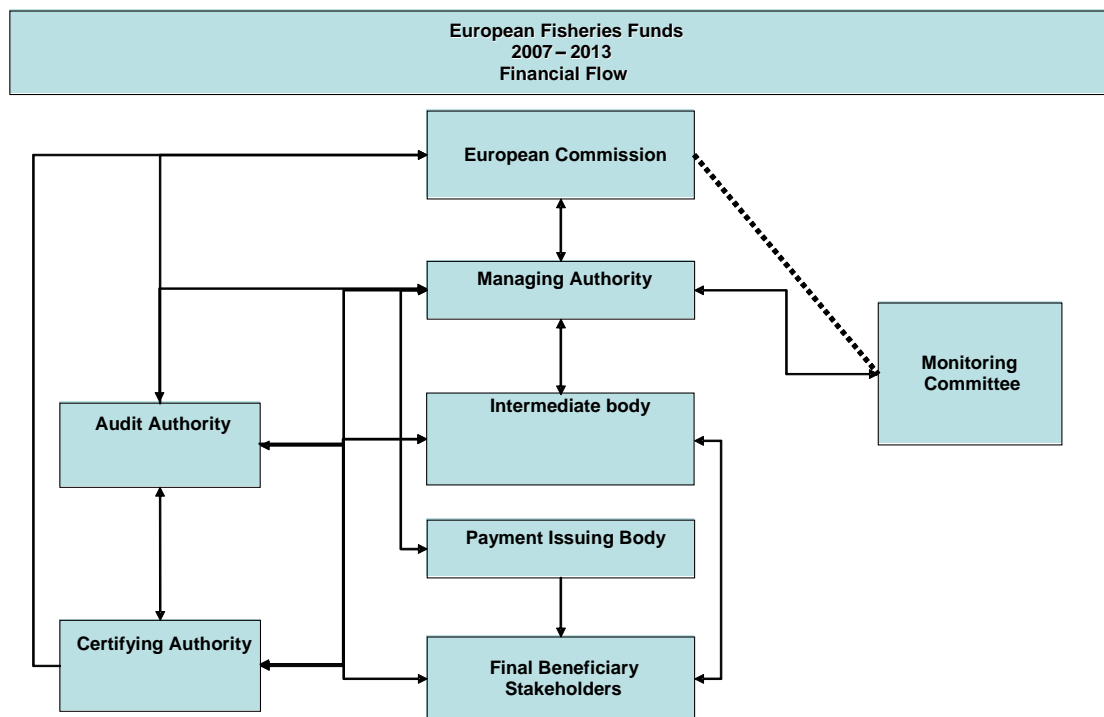 European Fisheries Funds
2007 – 2013
Financial Flow
European Commission
Managing Authority
Monitoring
Committee
Intermediate body
Audit Authority
Payment Issuing Body
Certifying Authority
Final Beneficiary
Stakeholders